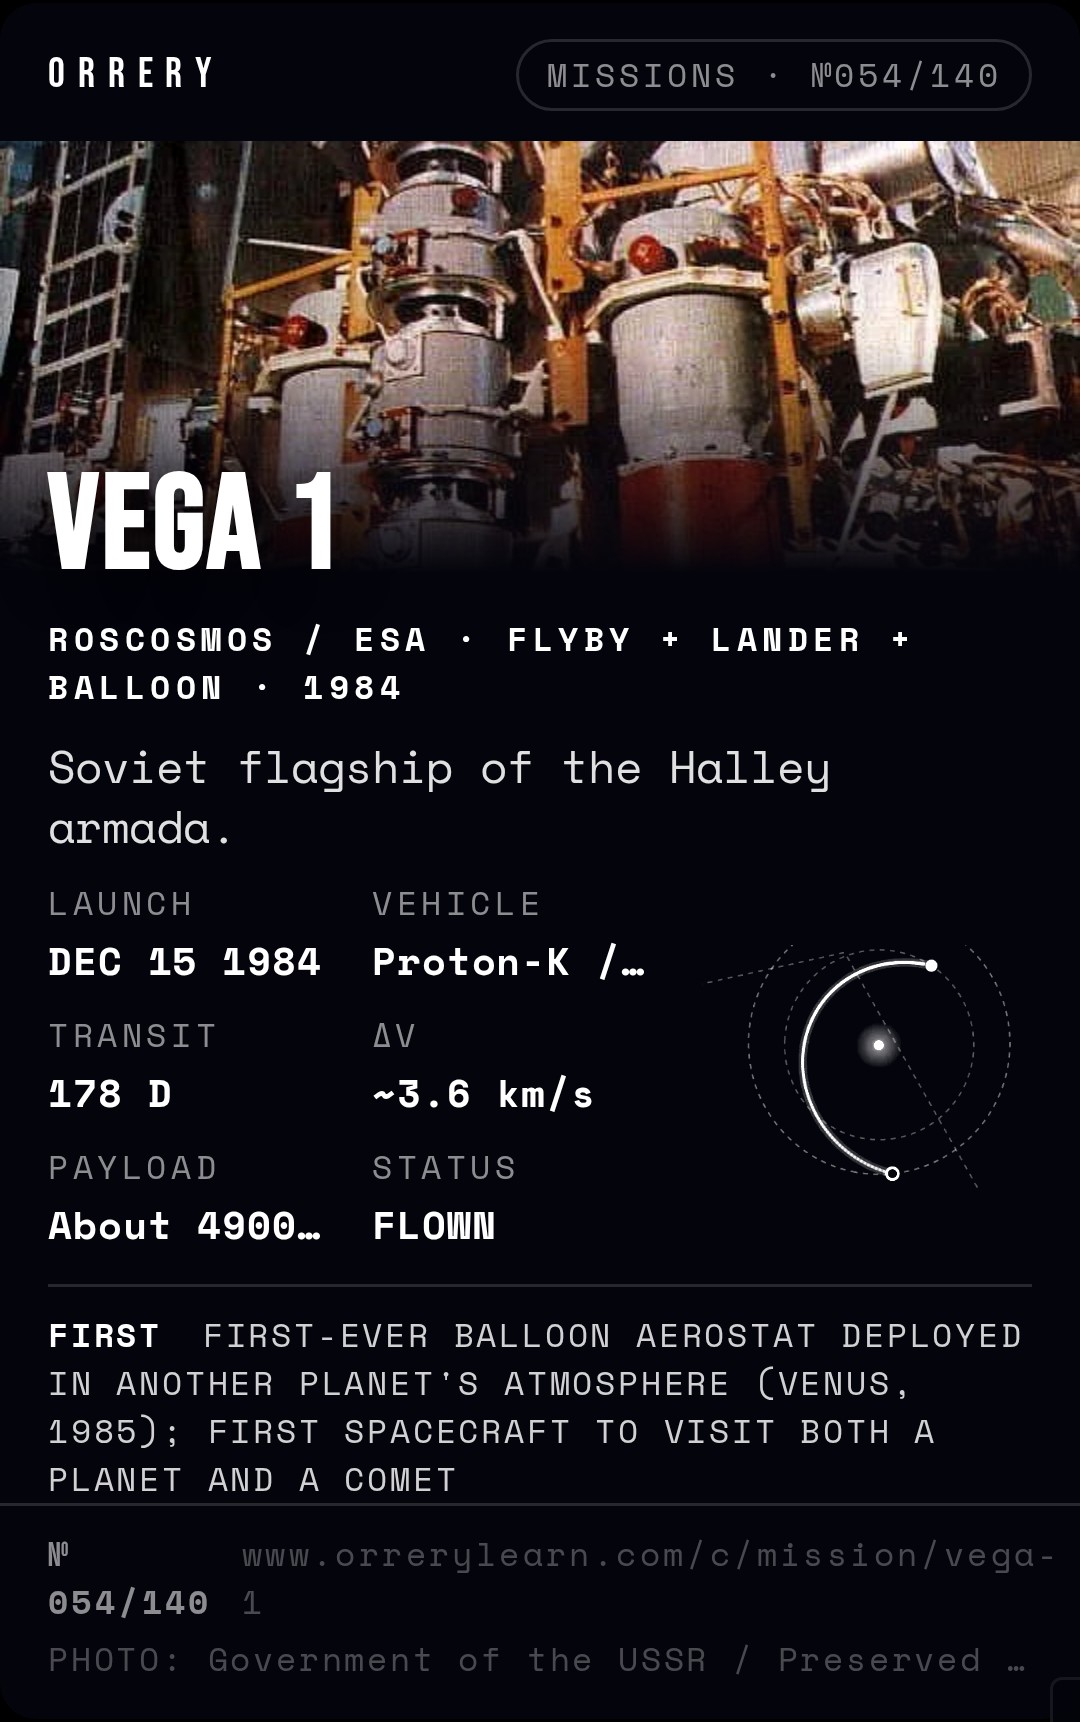 ORRERY
MISSIONS · №054/140
VEGA 1
ROSCOSMOS / ESA · FLYBY + LANDER +
BALLOON · 1984
Soviet flagship of the Halley
armada.
LAUNCH VEHICLE
DEC 15 1984 Proton-K /…
TRANSIT ΔV
178 D ~3.6 km/s
PAYLOAD STATUS
About 4900… FLOWN
FIRST FIRST-EVER BALLOON AEROSTAT DEPLOYED
IN ANOTHER PLANET'S ATMOSPHERE (VENUS,
1985); FIRST SPACECRAFT TO VISIT BOTH A
PLANET AND A COMET
№ www.orrerylearn.com/c/mission/vega-
054/140 1
PHOTO: Government of the USSR / Preserved …